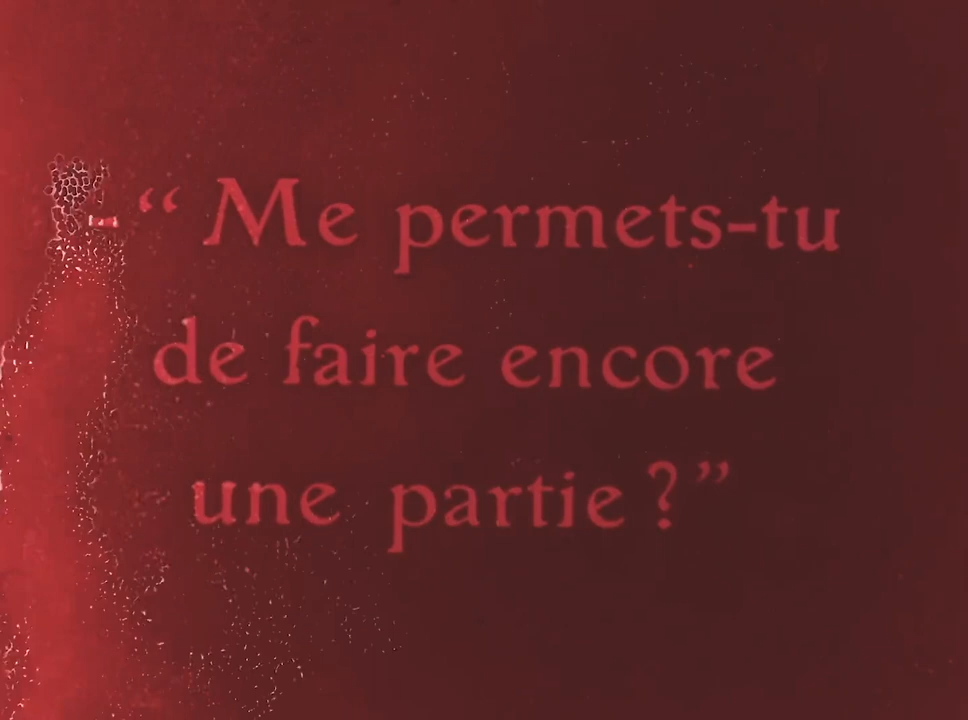 “ Me permets-tu
de faire encore
une partie ? ”